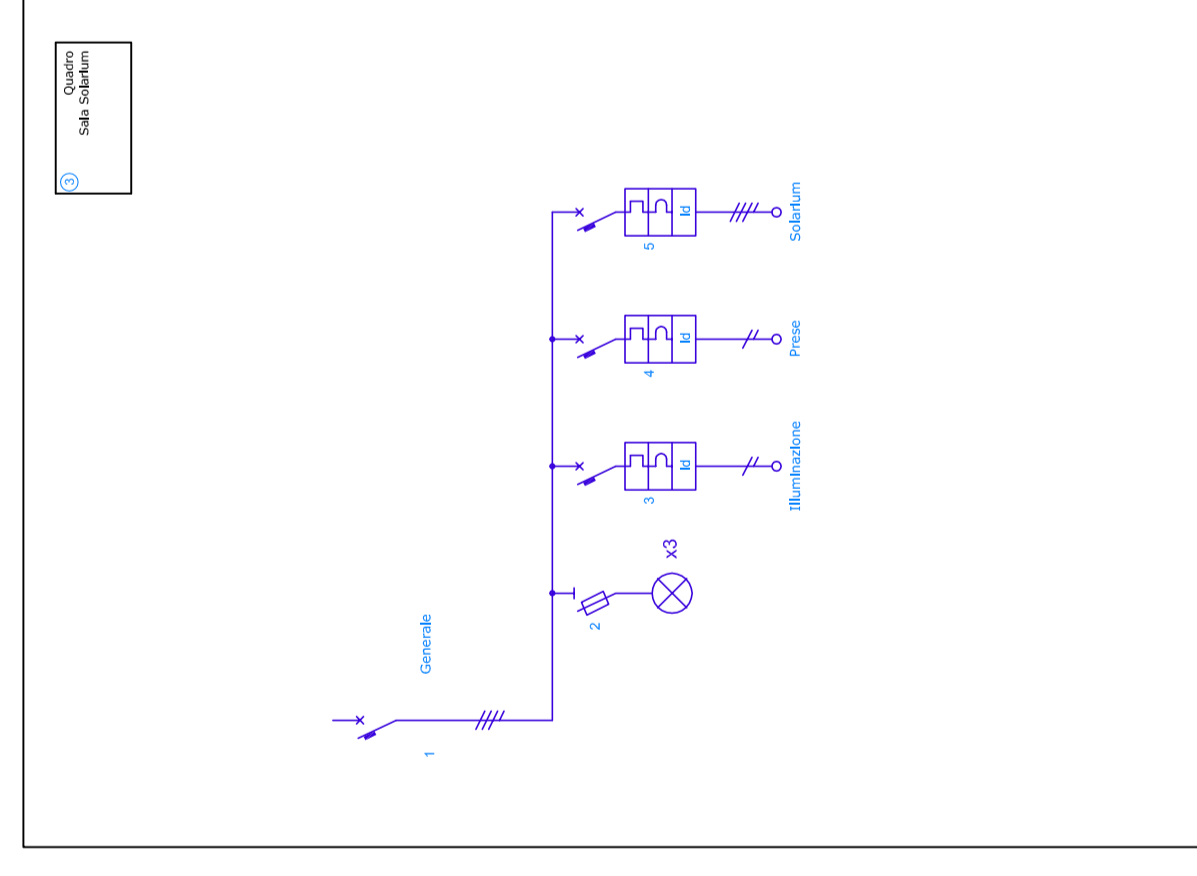 3 Quadro
Sala Solarium
1 Generale
2
3 4 5
x3
Id Id Id
Illuminazione Prese Solarium